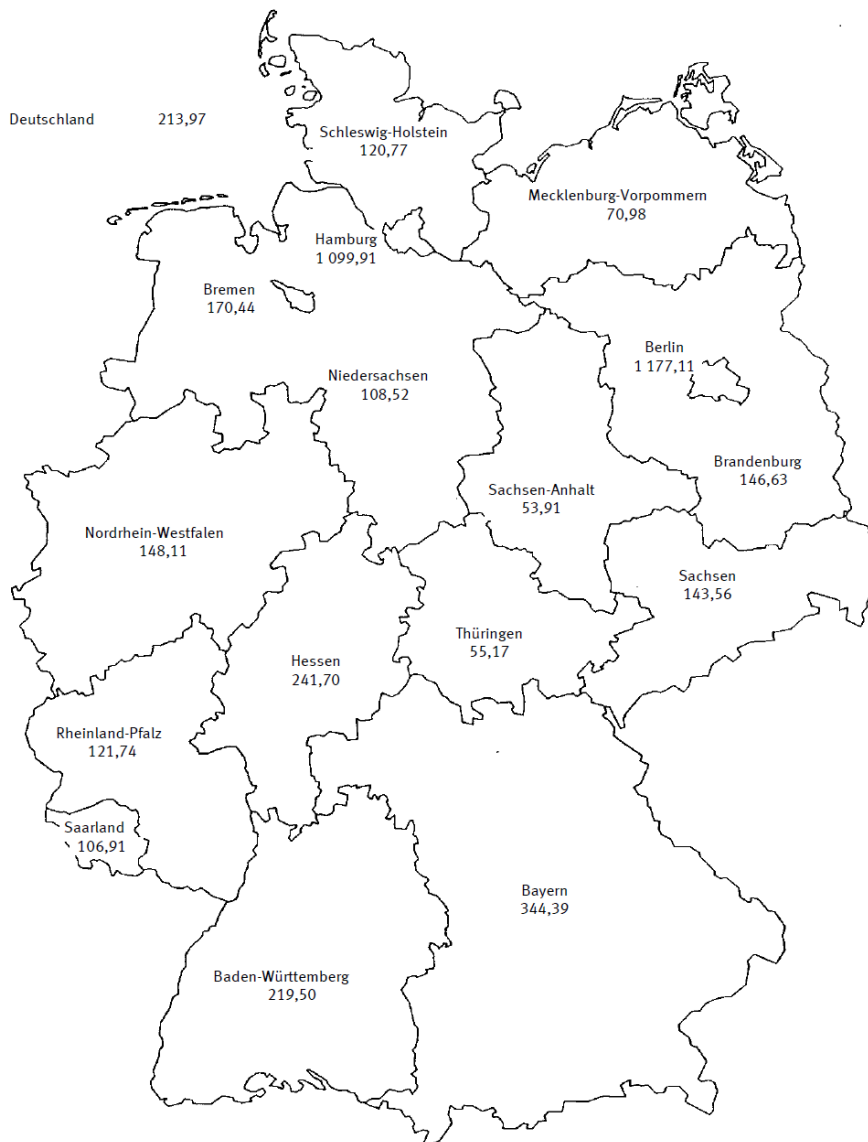 Deutschland 213,97
Schleswig-Holstein
120,77
Mecklenburg-Vorpommern
70,98
Hamburg
1 099,91
Bremen
170,44
Berlin
1 177,11
Niedersachsen
108,52
Brandenburg
146,63
Sachsen-Anhalt
53,91
Nordrhein-Westfalen
148,11
Sachsen
143,56
Thüringen
55,17
Hessen
241,70
Rheinland-Pfalz
121,74
Saarland
106,91
Bayern
344,39
Baden-Württemberg
219,50